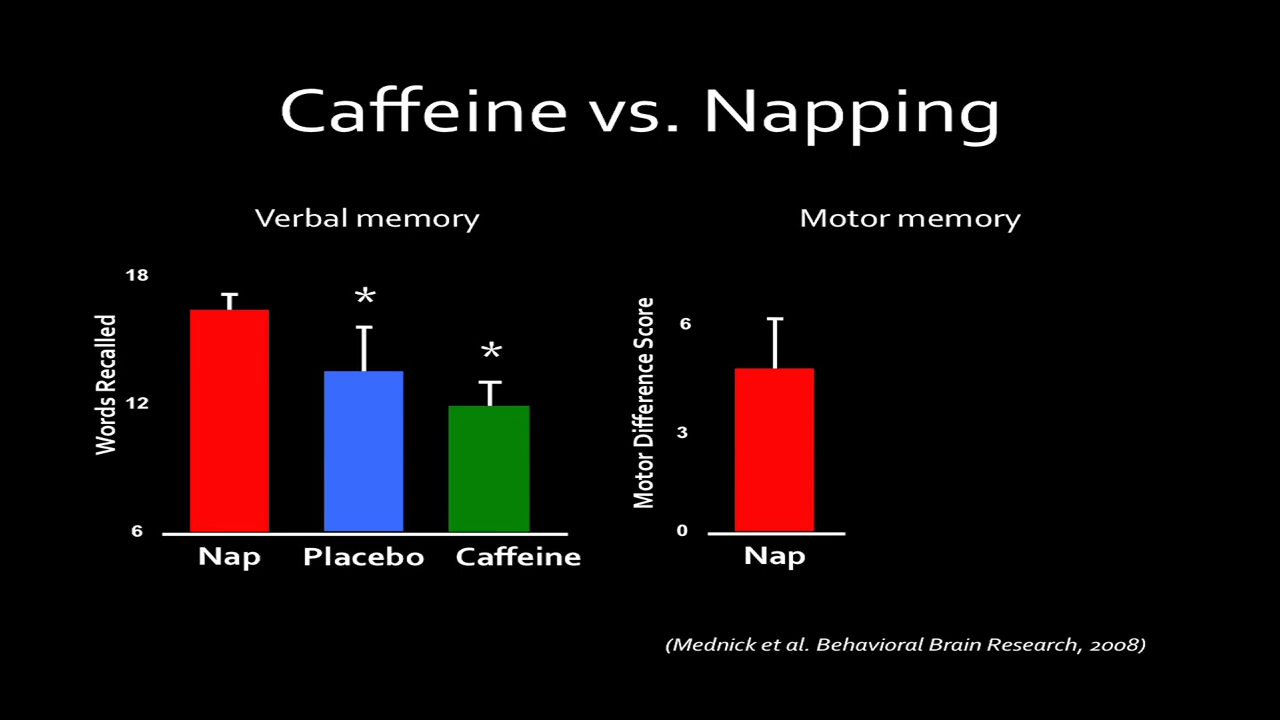 Caffeine vs. Napping
Verbal memory
Words Recalled
18
12
6
*
*
Nap
Placebo
Caffeine
Motor memory
Motor Difference Score
6
3
0
Nap
(Mednick et al. Behavioral Brain Research, 2008)